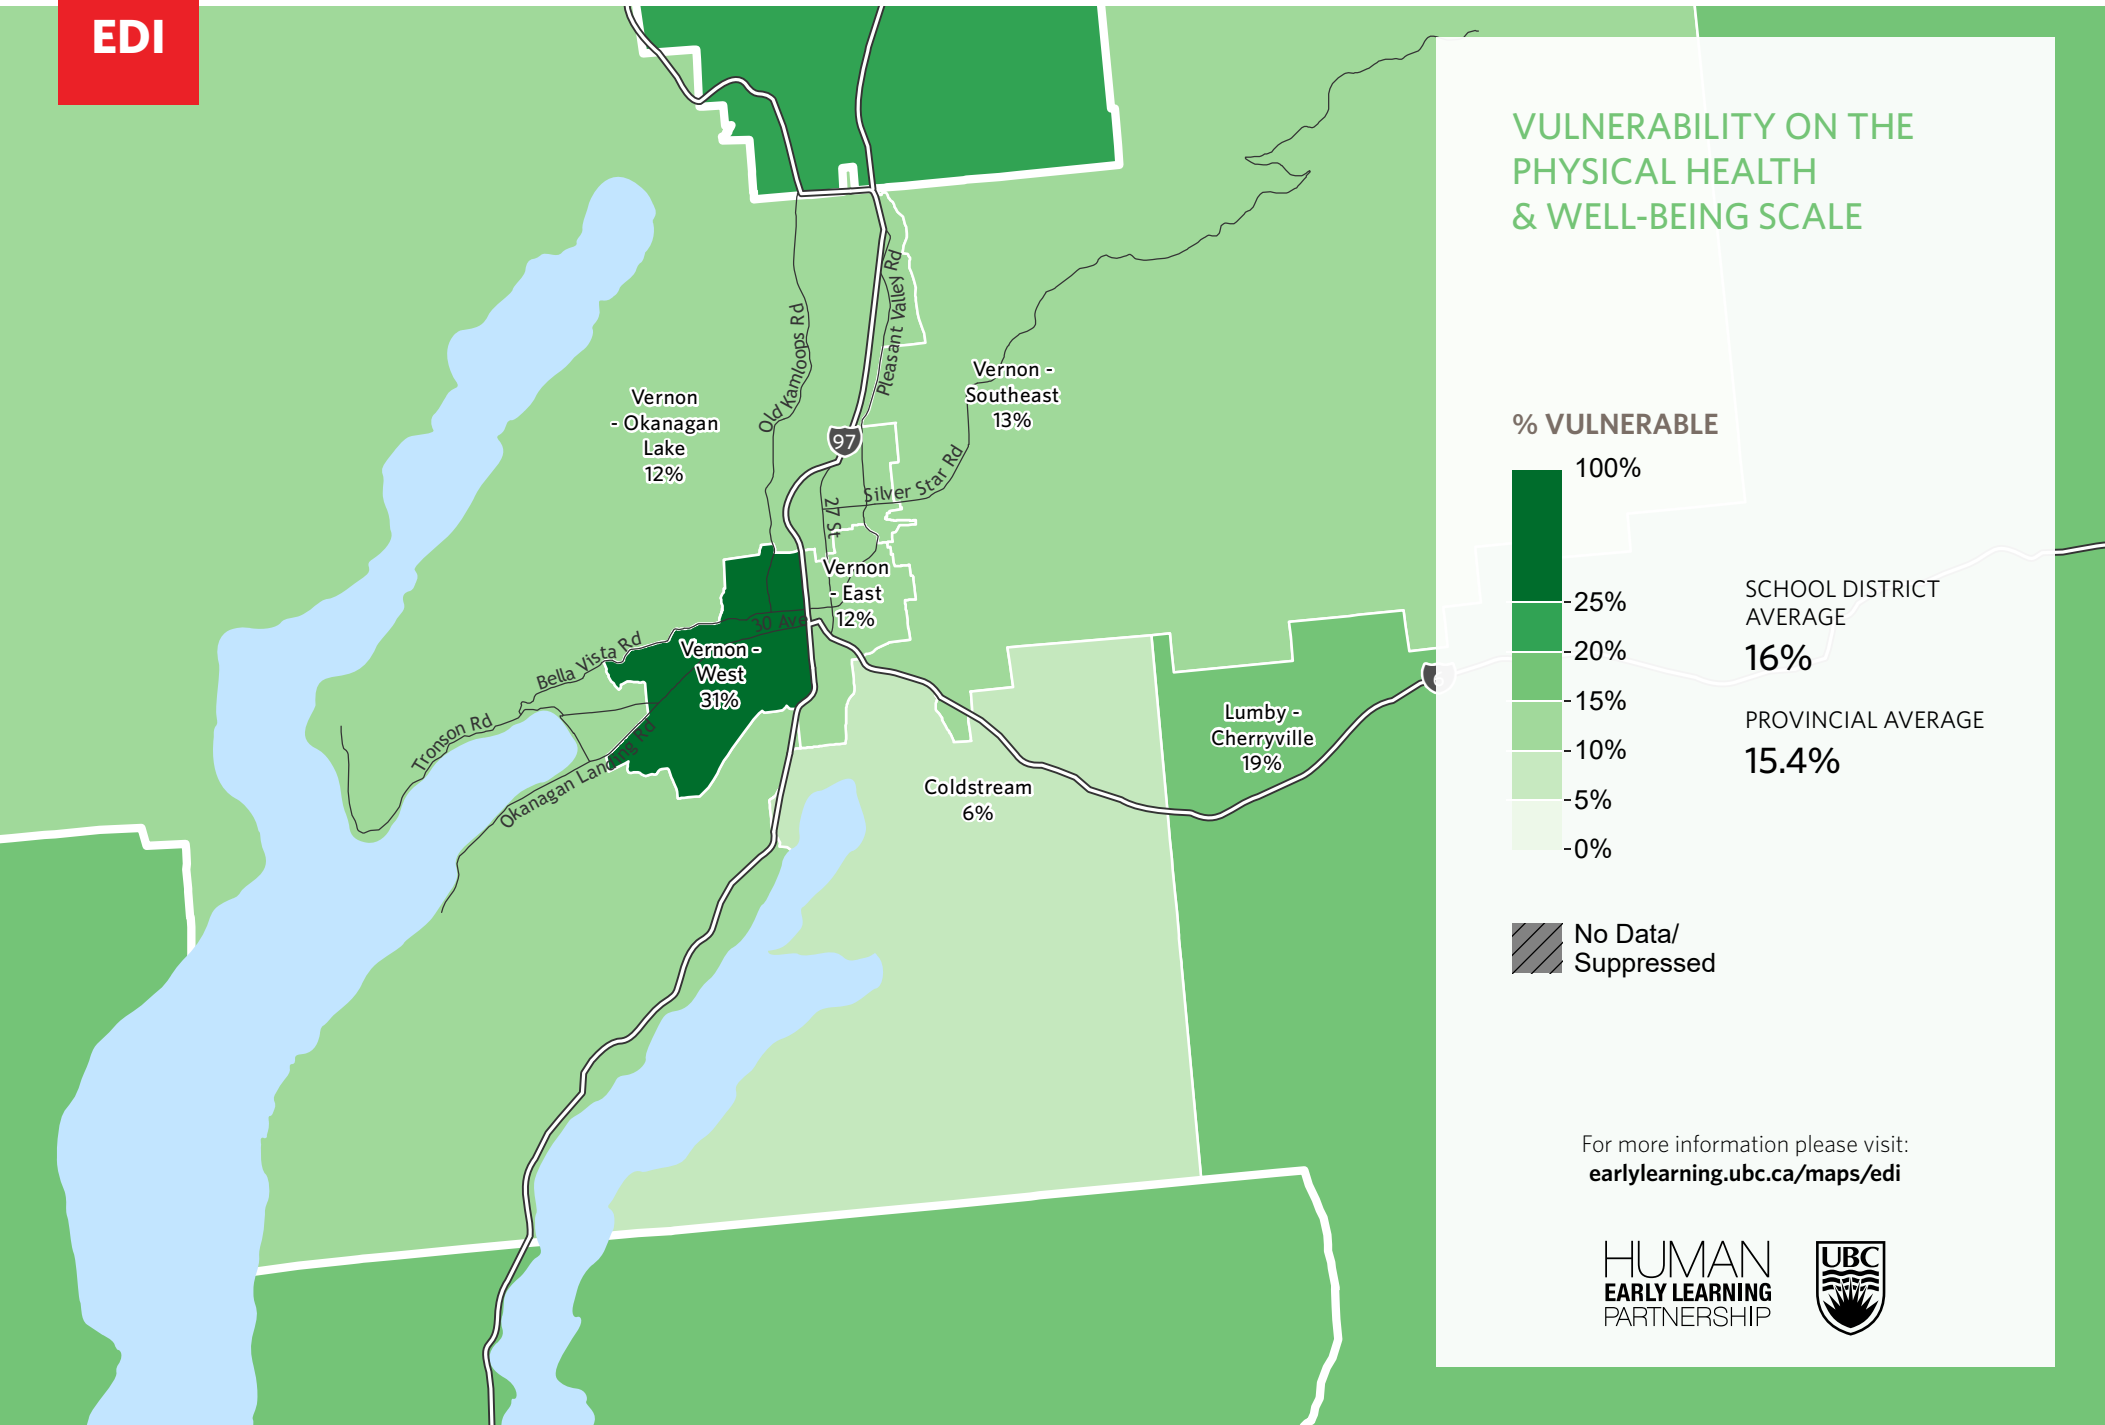 EDI
VULNERABILITY ON THE
PHYSICAL HEALTH
& WELL-BEING SCALE
% VULNERABLE
100%
25%
20%
15%
10%
5%
0%
No Data/
Suppressed
SCHOOL DISTRICT
AVERAGE
16%
PROVINCIAL AVERAGE
15.4%
For more information please visit:
earlylearning.ubc.ca/maps/edi
HUMAN
EARLY LEARNING
PARTNERSHIP
UBC
Vernon
- Okanagan
Lake
12%
Vernon -
Southeast
13%
Vernon
- East
12%
Vernon -
West
31%
Coldstream
6%
Lumby -
Cherryville
19%
Old Kamloops Rd
Pleasant Valley Rd
97
Silver Star Rd
27 St
30 Ave
Bella Vista Rd
Tronson Rd
Okanagan Landing Rd
6